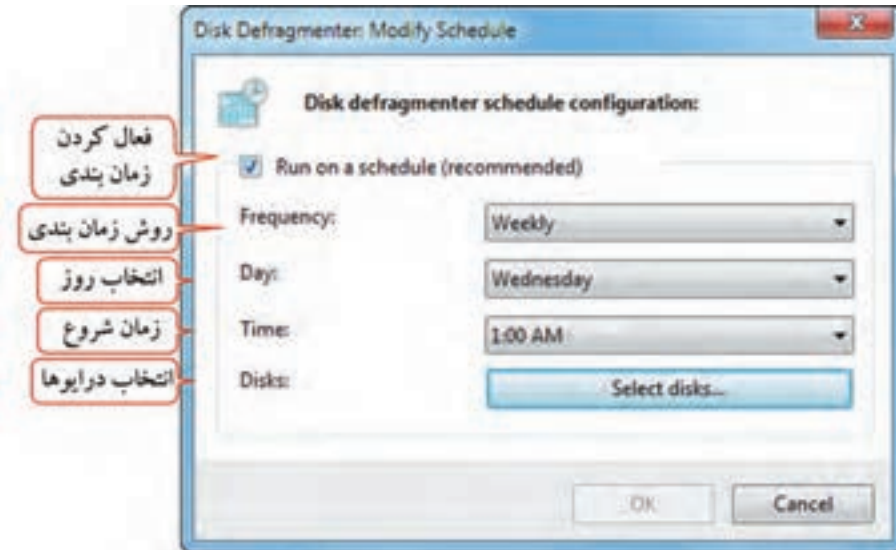 Disk Defragmenter: Modify Schedule
Disk defragmenter schedule configuration:
فعال کردن
زمان بندی
Run on a schedule (recommended)
روش زمان بندی
Frequency:
Weekly
انتخاب روز
Day:
Wednesday
زمان شروع
Time:
1:00 AM
انتخاب درایوها
Disks:
Select disks...
OK
Cancel